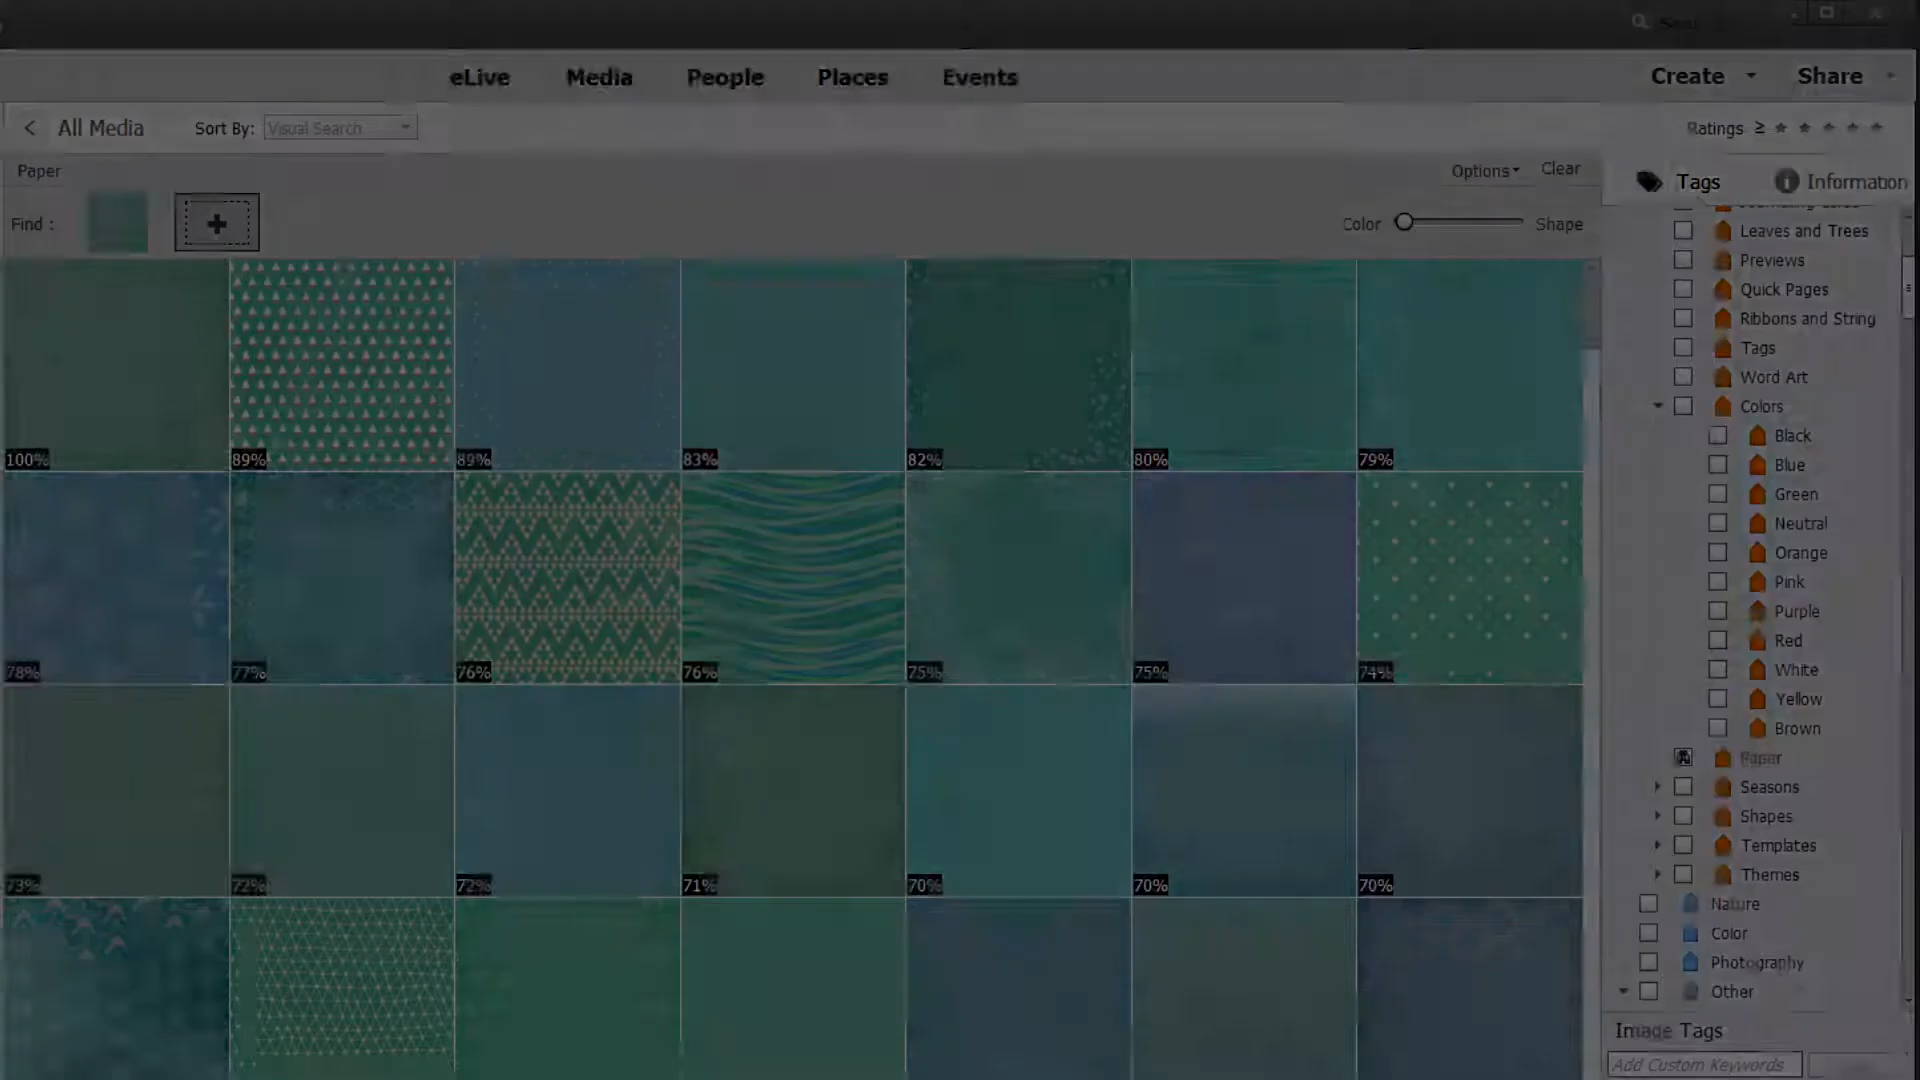 eLive Media People Places Events Create Share
All Media Sort By: Visual Search Ratings ≥
Paper Options Clear
Tags Information
Find : Color Shape
Leaves and Trees
Previews
Quick Pages
Ribbons and String
Tags
Word Art
Colors
Black
Blue
Green
Neutral
Orange
Pink
Purple
Red
White
Yellow
Brown
Paper
Seasons
Shapes
Templates
Themes
Nature
Color
Photography
Other
Image Tags
Add Custom Keywords
100% 89% 89% 83% 82% 80% 79%
78% 77% 76% 76% 75% 75% 74%
73% 72% 72% 71% 70% 70% 70%